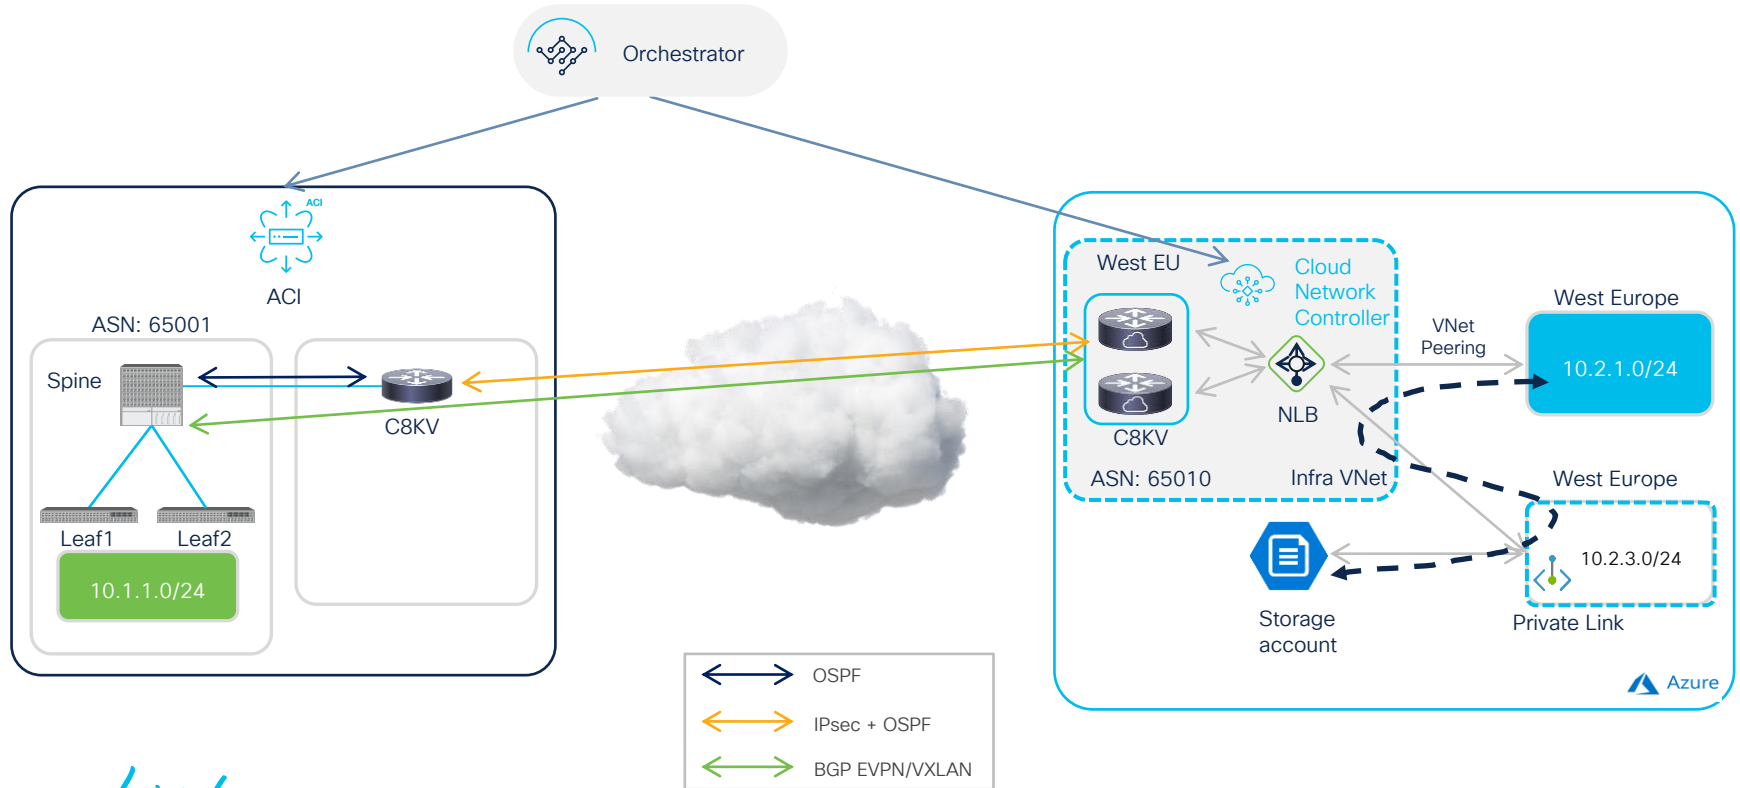 Orchestrator
ACI
ACI
ASN: 65001
Spine
C8KV
Leaf1
Leaf2
10.1.1.0/24
West EU
Cloud
Network
Controller
C8KV
NLB
ASN: 65010
Infra VNet
VNet
Peering
West Europe
10.2.1.0/24
West Europe
10.2.3.0/24
Private Link
Storage
account
Azure
OSPF
IPsec + OSPF
BGP EVPN/VXLAN